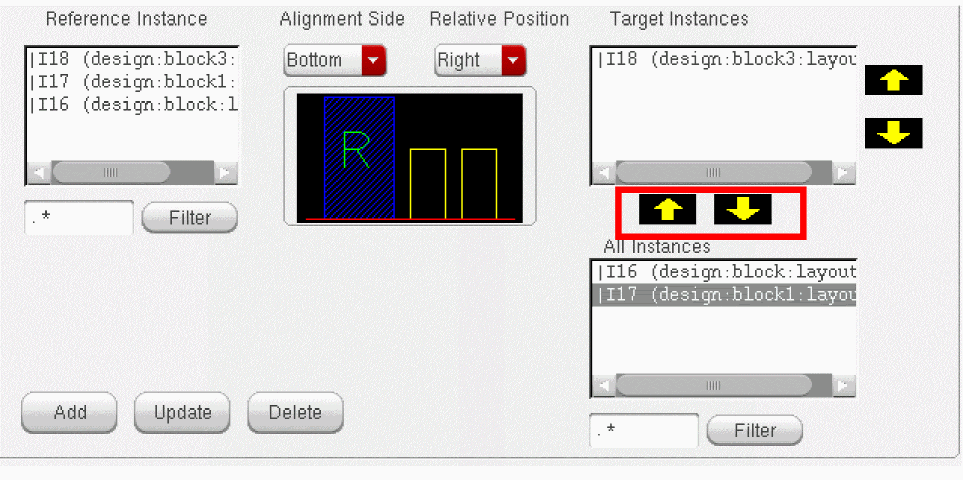 Reference Instance
Alignment Side
Relative Position
Target Instances
|I18 (design:block3:
|I17 (design:block1:
|I16 (design:block:l
Bottom
Right
|I18 (design:block3:layou
R
.*
Filter
All Instances
|I16 (design:block:layout
|I17 (design:block1:layou
Add
Update
Delete
.*
Filter